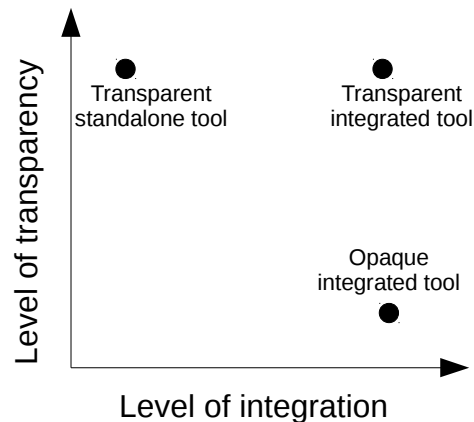 Level of transparency
Transparent
standalone tool
Transparent
integrated tool
Opaque
integrated tool
Level of integration